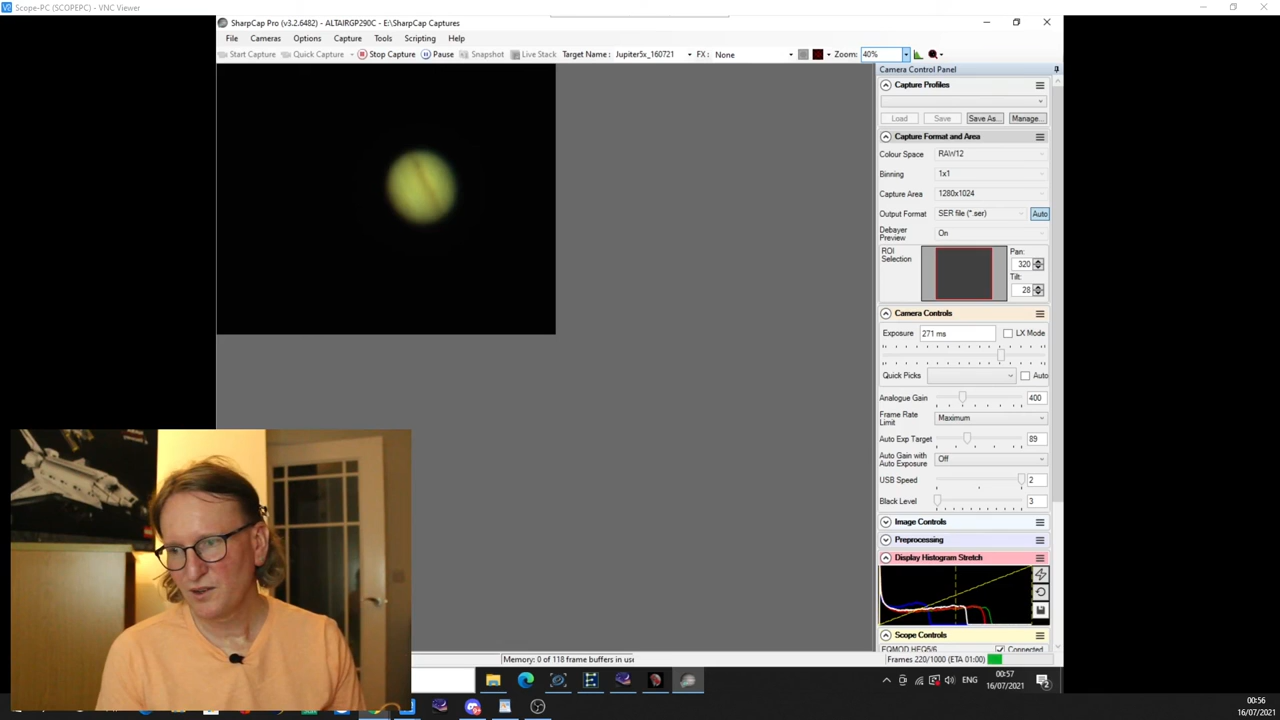 Scope-PC (SCOPEPC) - VNC Viewer
SharpCap Pro (v3.2.6482) - ALTAIRGP290C - E:\SharpCap Captures
File Cameras Options Capture Tools Scripting Help
Start Capture Quick Capture Stop Capture Pause Snapshot Live Stack Target Name: Jupiter5x_160721 FX: None Zoom: 40%
Camera Control Panel
Capture Profiles
Load Save Save As... Manage...
Capture Format and Area
Colour Space RAW12
Binning 1x1
Capture Area 1280x1024
Output Format SER file (*.ser) Auto
Debayer Preview On
ROI Selection
Pan:
320
Tilt:
28
Camera Controls
Exposure 271 ms LX Mode
Quick Picks Auto
Analogue Gain 400
Frame Rate Limit Maximum
Auto Exp Target 89
Auto Gain with Auto Exposure Off
USB Speed 2
Black Level 3
Image Controls
Preprocessing
Display Histogram Stretch
Scope Controls
EQMOD HEQ5/6 Connected
Memory: 0 of 118 frame buffers in use
Frames 220/1000 (ETA 01:00)
ENG
00:57
16/07/2021
2
00:56
16/07/2021